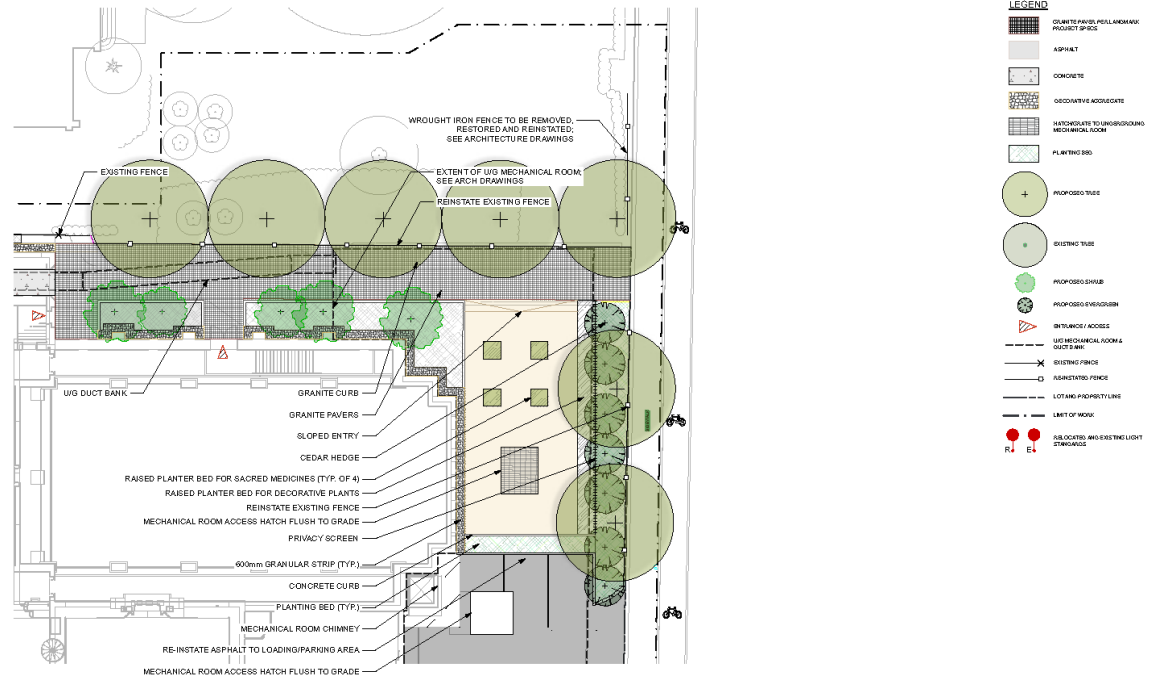 LEGEND
GRANITE PAVER PER LANDMARK
PROJECT SPECS
ASPHALT
CONCRETE
DECORATIVE AGGREGATE
HATCH/GRATE TO UNDERGROUND
MECHANICAL ROOM
PLANTING BED
PROPOSED TREE
EXISTING TREE
PROPOSED SHRUB
PROPOSED EVERGREEN
ENTRANCE / ACCESS
U/G MECHANICAL ROOM &
DUCT BANK
EXISTING FENCE
REINSTATED FENCE
LOT AND PROPERTY LINE
LIMIT OF WORK
RELOCATED AND EXISTING LIGHT
STANDARDS
R
E
WROUGHT IRON FENCE TO BE REMOVED,
RESTORED AND REINSTATED;
SEE ARCHITECTURE DRAWINGS
EXISTING FENCE
EXTENT OF U/G MECHANICAL ROOM;
SEE ARCH DRAWINGS
REINSTATE EXISTING FENCE
U/G DUCT BANK
GRANITE CURB
GRANITE PAVERS
SLOPED ENTRY
CEDAR HEDGE
RAISED PLANTER BED FOR SACRED MEDICINES (TYP. OF 4)
RAISED PLANTER BED FOR DECORATIVE PLANTS
REINSTATE EXISTING FENCE
MECHANICAL ROOM ACCESS HATCH FLUSH TO GRADE
PRIVACY SCREEN
600mm GRANULAR STRIP (TYP.)
CONCRETE CURB
PLANTING BED (TYP.)
MECHANICAL ROOM CHIMNEY
RE-INSTATE ASPHALT TO LOADING/PARKING AREA
MECHANICAL ROOM ACCESS HATCH FLUSH TO GRADE